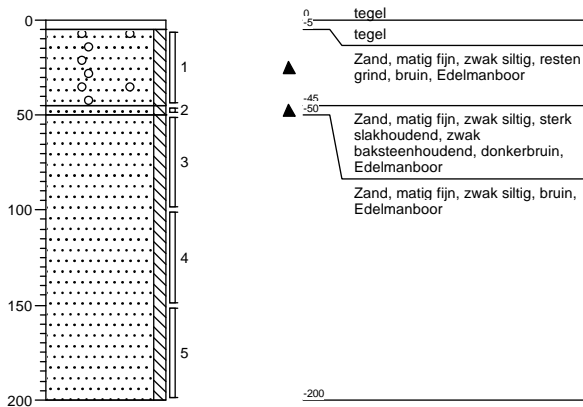 0
50
100
150
200
1
2
3
4
5
0
tegel
-5
tegel
Zand, matig fijn, zwak siltig, resten
grind, bruin, Edelmanboor
-45
-50
Zand, matig fijn, zwak siltig, sterk
slakhoudend, zwak
baksteenhoudend, donkerbruin,
Edelmanboor
Zand, matig fijn, zwak siltig, bruin,
Edelmanboor
-200